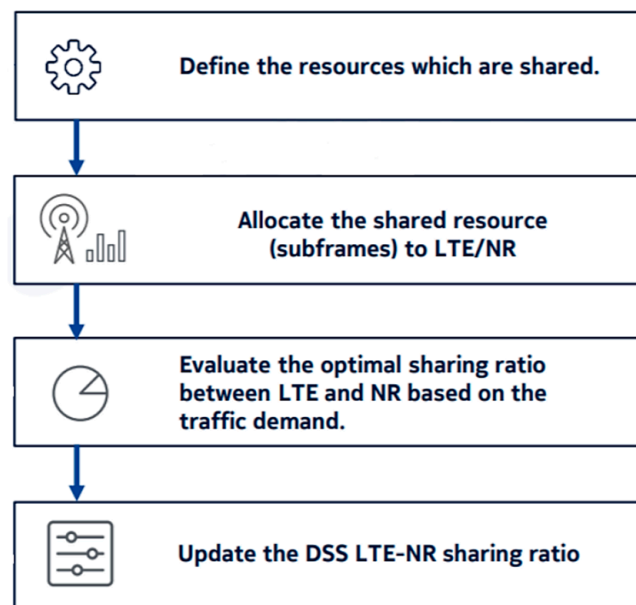 Define the resources which are shared.
Allocate the shared resource
(subframes) to LTE/NR
Evaluate the optimal sharing ratio
between LTE and NR based on the
traffic demand.
Update the DSS LTE-NR sharing ratio